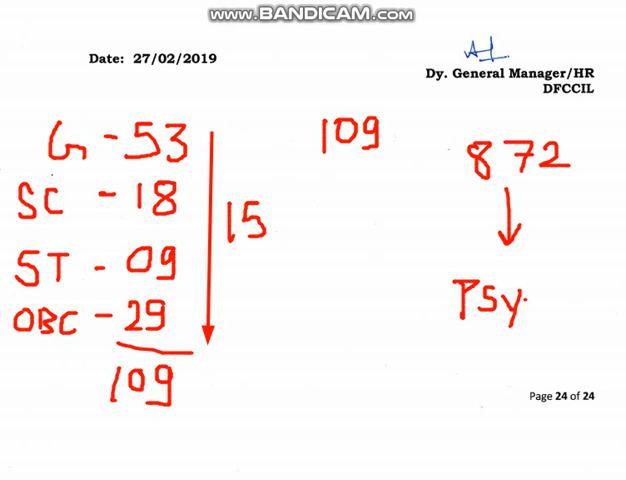 www.BANDICAM.com
Date: 27/02/2019
Dy. General Manager/HR
DFCCIL
G - 53
SC - 18
ST - 09
OBC - 29
109
15
109
872
Psy.
Page 24 of 24